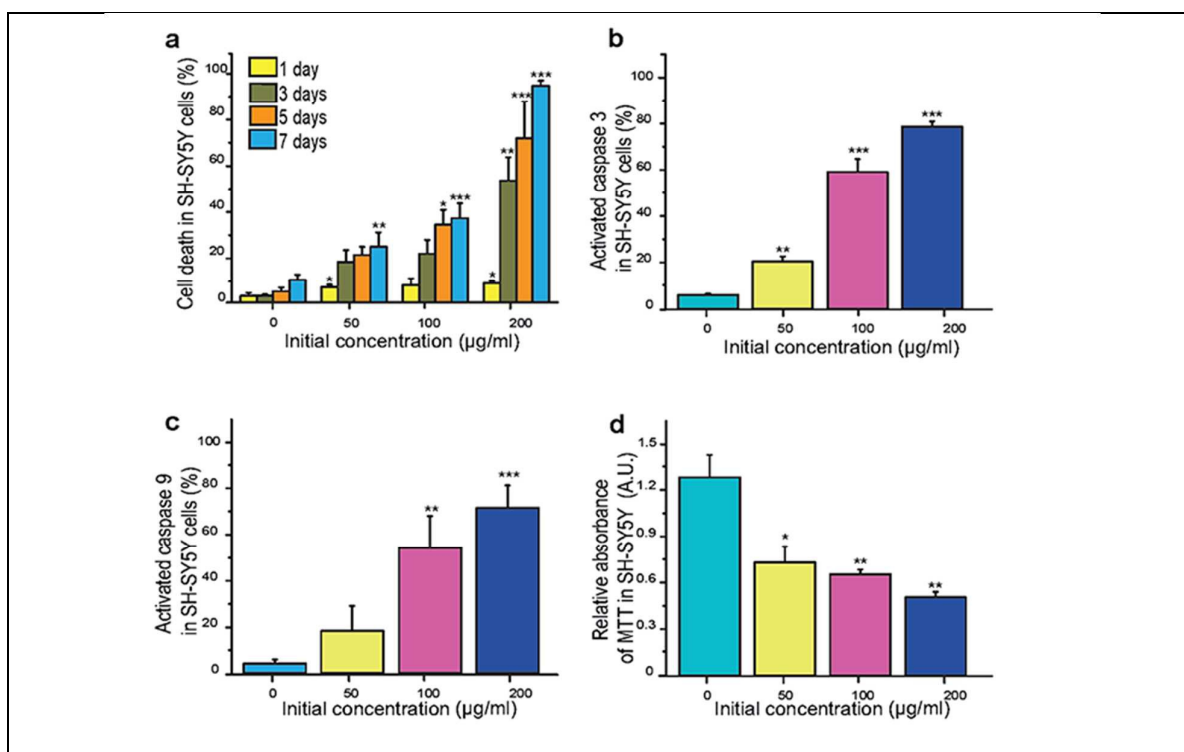 a
Cell death in SH-SY5Y cells (%)
100
80
60
40
20
0
1 day
3 days
5 days
7 days
*
**
*
***
*
**
***
***
0
50
100
200
Initial concentration (µg/ml)
b
Activated caspase 3
in SH-SY5Y cells (%)
100
80
60
40
20
0
**
***
***
0
50
100
200
Initial concentration (µg/ml)
c
Activated caspase 9
in SH-SY5Y cells (%)
100
80
60
40
20
0
**
***
0
50
100
200
Initial concentration (µg/ml)
d
Relative absorbance
of MTT in SH-SY5Y (A.U.)
1.5
1.2
0.9
0.6
0.3
0
*
**
**
0
50
100
200
Initial concentration (µg/ml)